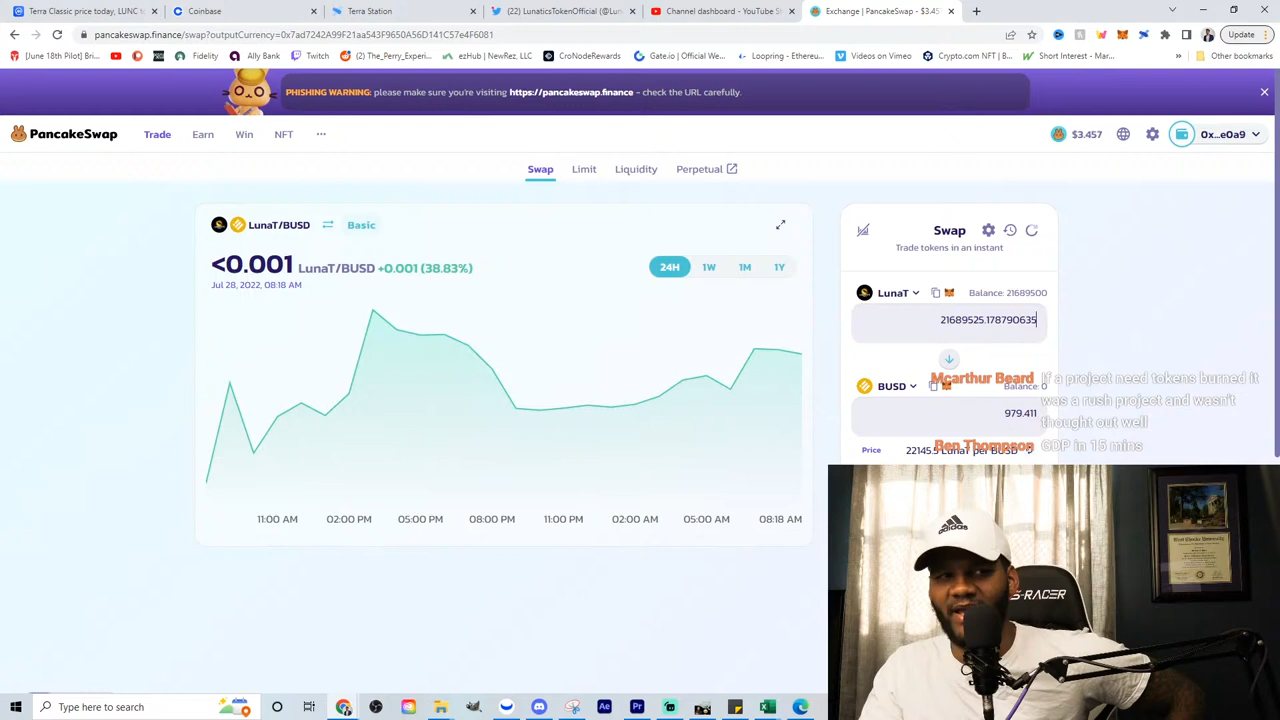 Terra Classic price today, LUNC t
Coinbase
Terra Station
(22) LunaticsTokenOfficial (@Lun
Channel dashboard - YouTube S
Exchange | PancakeSwap - $3.45
pancakeswap.finance/swap?outputCurrency=0x7ad7242A99F21aa543F9650A56D141C57e4F6081
Update
[June 18th Pilot] Bri...
Fidelity
Ally Bank
Twitch
(2) The_Perry_Experi...
ezHub | NewRez, LLC
CroNodeRewards
Gate.io | Official We...
Loopring - Ethereu...
Videos on Vimeo
Crypto.com NFT | B...
Short Interest - Mar...
Other bookmarks
PHISHING WARNING: please make sure you're visiting https://pancakeswap.finance - check the URL carefully.
PancakeSwap
Trade
Earn
Win
NFT
$3.457
0x...e0a9
Swap
Limit
Liquidity
Perpetual
LunaT/BUSD
Basic
<0.001 LunaT/BUSD +0.001 (38.83%)
Jul 28, 2022, 08:18 AM
24H
1W
1M
1Y
11:00 AM
02:00 PM
05:00 PM
08:00 PM
11:00 PM
02:00 AM
05:00 AM
08:18 AM
Swap
Trade tokens in an instant
LunaT
Balance: 21689500
21689525.178790635
BUSD
Balance: 0
979.411
Price
22145.5 LunaT per BUSD
Mcarthur Beard If a project need tokens burned it
was a rush project and wasn't
thought out well
Ren Thompson GDP in 15 mins
adidas
S-RACER
Type here to search